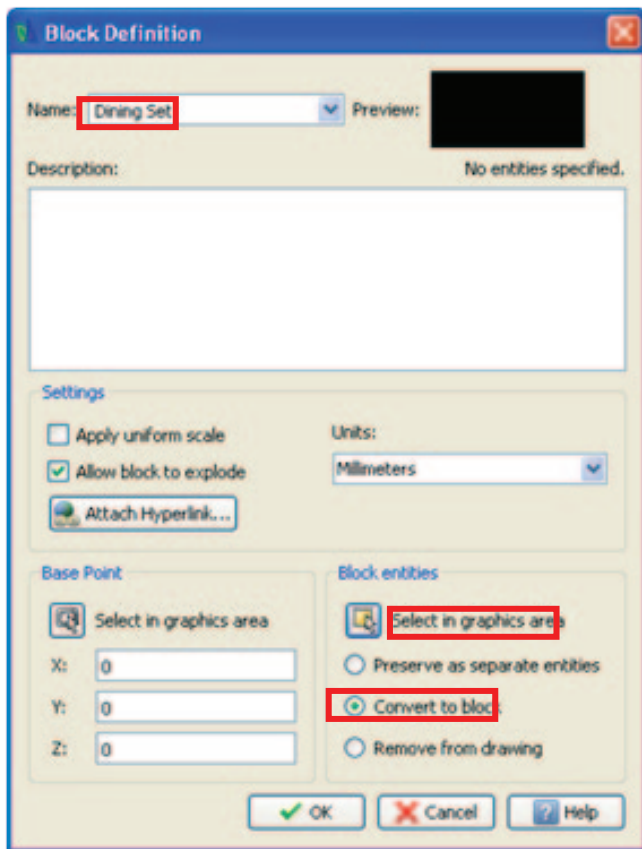 Block Definition
Name: Dining Set Preview:
Description: No entities specified.
Settings
Apply uniform scale Units:
Allow block to explode Millimeters
Attach Hyperlink...
Base Point Block entities
Select in graphics area Select in graphics area
X: 0 Preserve as separate entities
Y: 0 Convert to block
Z: 0 Remove from drawing
OK Cancel Help